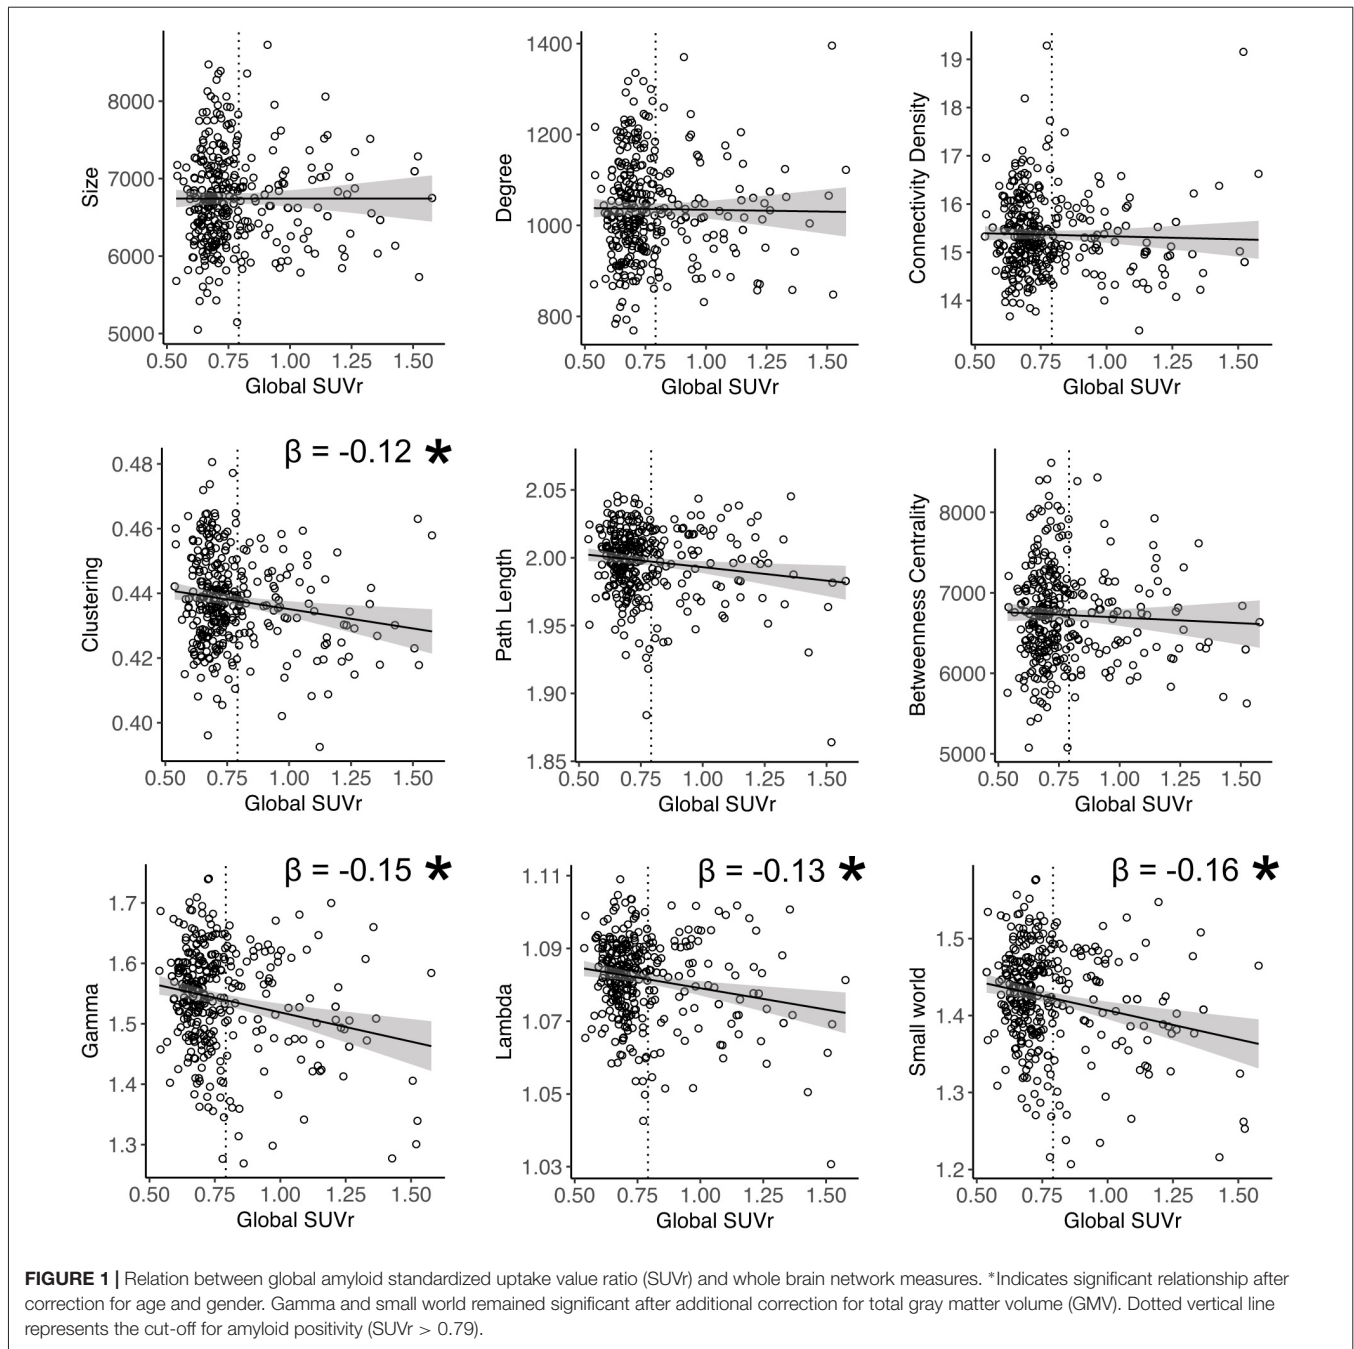 Size
8000
7000
6000
5000
0.50 0.75 1.00 1.25 1.50
Global SUVr
Degree
1400
1200
1000
800
0.50 0.75 1.00 1.25 1.50
Global SUVr
Connectivity Density
19
18
17
16
15
14
0.50 0.75 1.00 1.25 1.50
Global SUVr
β = -0.12 *
Clustering
0.48
0.46
0.44
0.42
0.40
0.50 0.75 1.00 1.25 1.50
Global SUVr
Path Length
2.05
2.00
1.95
1.90
1.85
0.50 0.75 1.00 1.25 1.50
Global SUVr
Betweenness Centrality
8000
7000
6000
5000
0.50 0.75 1.00 1.25 1.50
Global SUVr
β = -0.15 *
Gamma
1.7
1.6
1.5
1.4
1.3
0.50 0.75 1.00 1.25 1.50
Global SUVr
β = -0.13 *
Lambda
1.11
1.09
1.07
1.05
1.03
0.50 0.75 1.00 1.25 1.50
Global SUVr
β = -0.16 *
Small world
1.5
1.4
1.3
1.2
0.50 0.75 1.00 1.25 1.50
Global SUVr
FIGURE 1 | Relation between global amyloid standardized uptake value ratio (SUVr) and whole brain network measures. *Indicates significant relationship after
correction for age and gender. Gamma and small world remained significant after additional correction for total gray matter volume (GMV). Dotted vertical line
represents the cut-off for amyloid positivity (SUVr > 0.79).